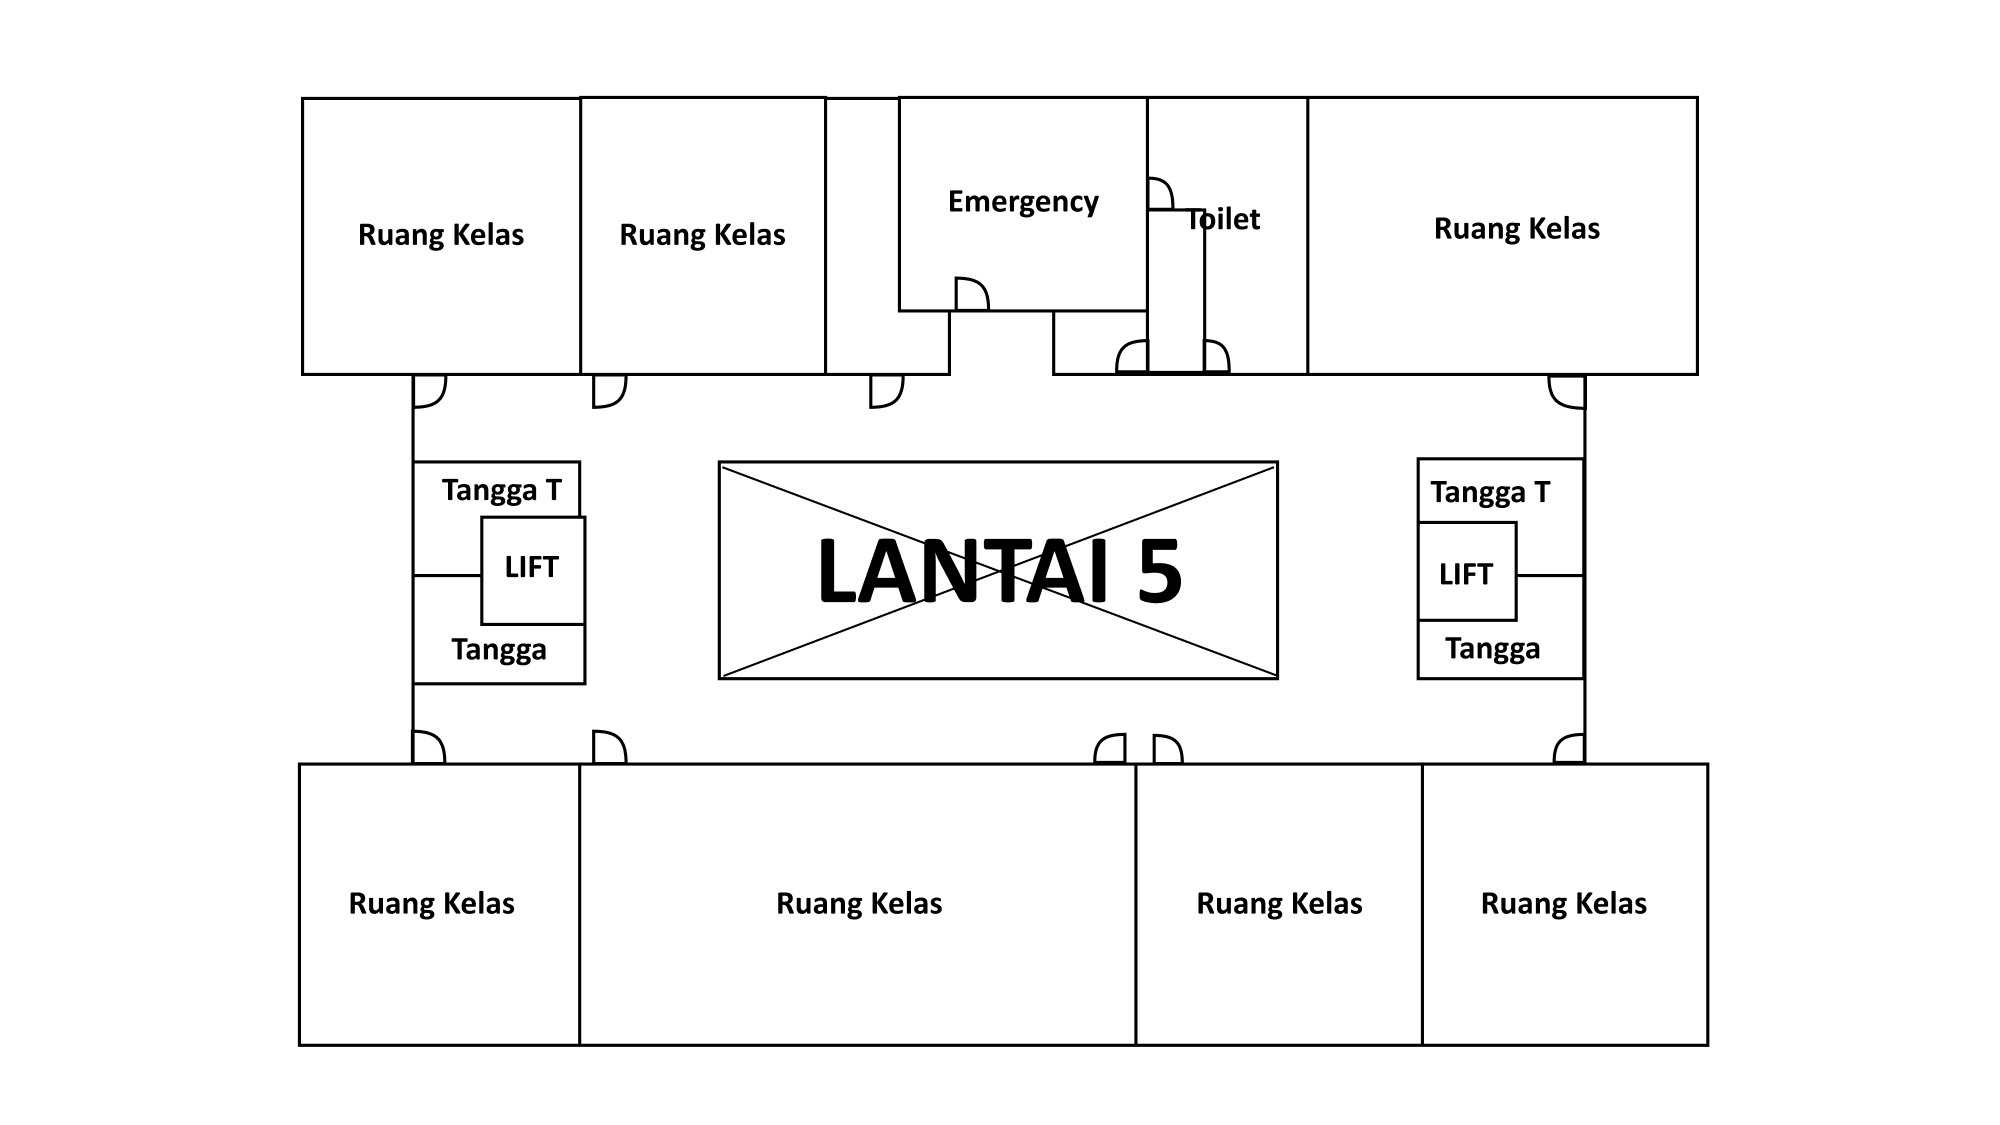 Ruang Kelas
Ruang Kelas
Emergency
Toilet
Ruang Kelas
Tangga T
LIFT
Tangga
LANTAI 5
Tangga T
LIFT
Tangga
Ruang Kelas
Ruang Kelas
Ruang Kelas
Ruang Kelas